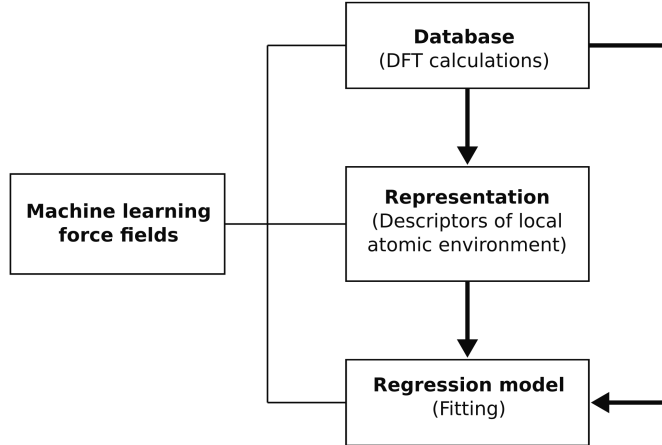 Database
(DFT calculations)
Machine learning
force fields
Representation
(Descriptors of local
atomic environment)
Regression model
(Fitting)